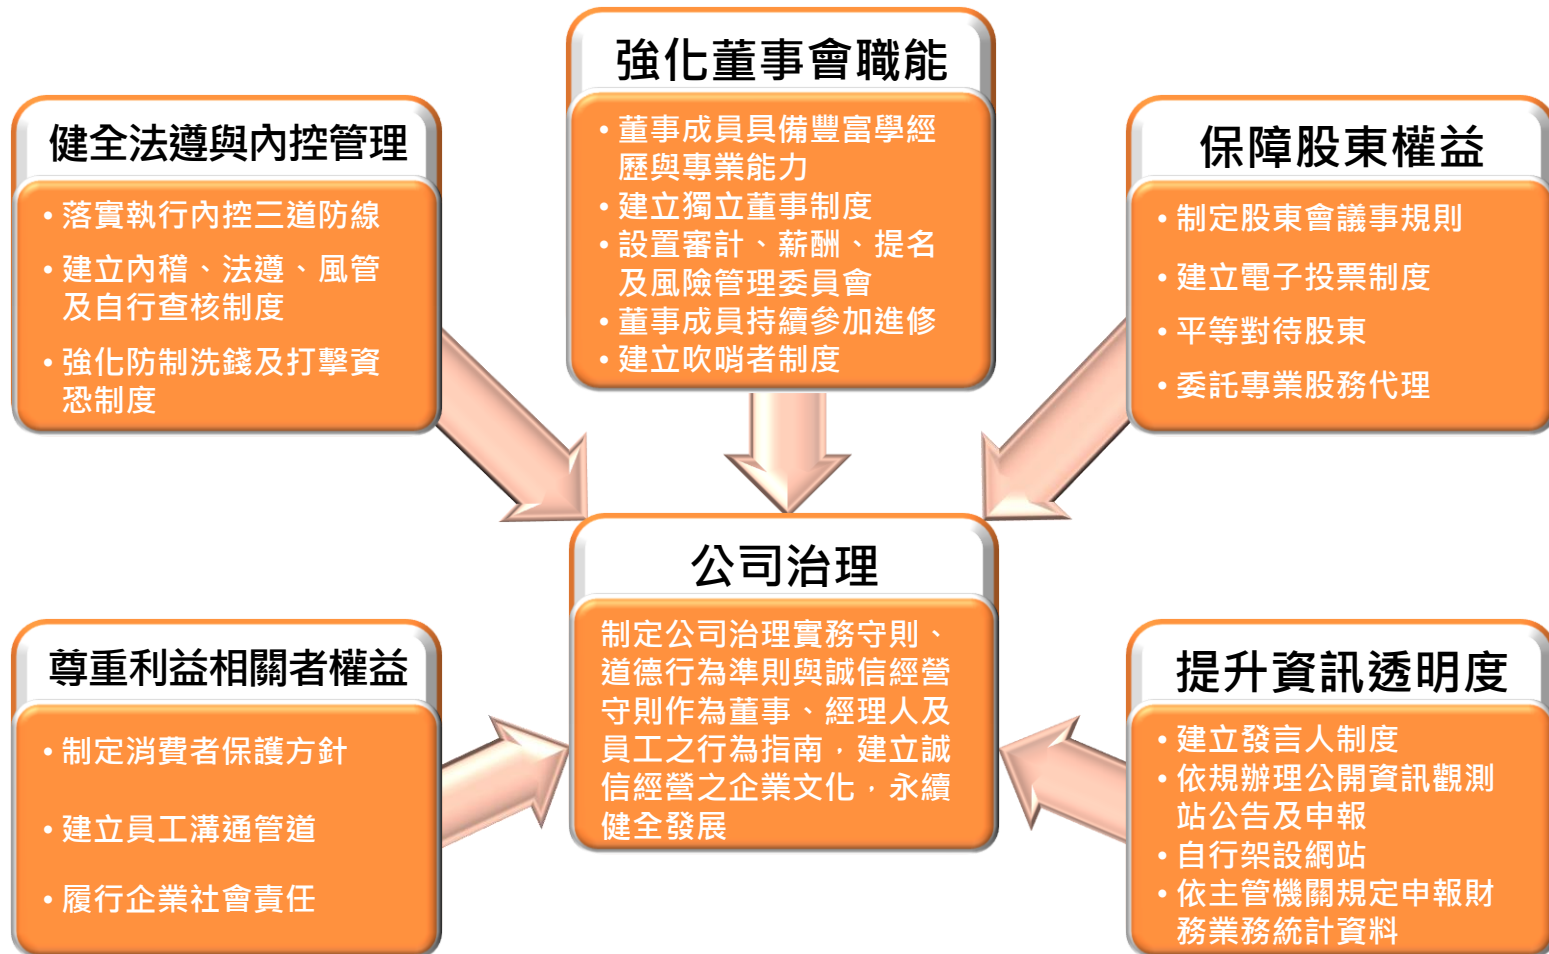 強化董事會職能
• 董事成員具備豐富學經
歷與專業能力
• 建立獨立董事制度
• 設置審計、薪酬、提名
及風險管理委員會
• 董事成員持續參加進修
• 建立吹哨者制度
健全法遵與內控管理
• 落實執行內控三道防線
• 建立內稽、法遵、風管
及自行查核制度
• 強化防制洗錢及打擊資
恐制度
保障股東權益
• 制定股東會議事規則
• 建立電子投票制度
• 平等對待股東
• 委託專業股務代理
公司治理
制定公司治理實務守則、
道德行為準則與誠信經營
守則作為董事、經理人及
員工之行為指南，建立誠
信經營之企業文化，永續
健全發展
尊重利益相關者權益
• 制定消費者保護方針
• 建立員工溝通管道
• 履行企業社會責任
提升資訊透明度
• 建立發言人制度
• 依規辦理公開資訊觀測
站公告及申報
• 自行架設網站
• 依主管機關規定申報財
務業務統計資料